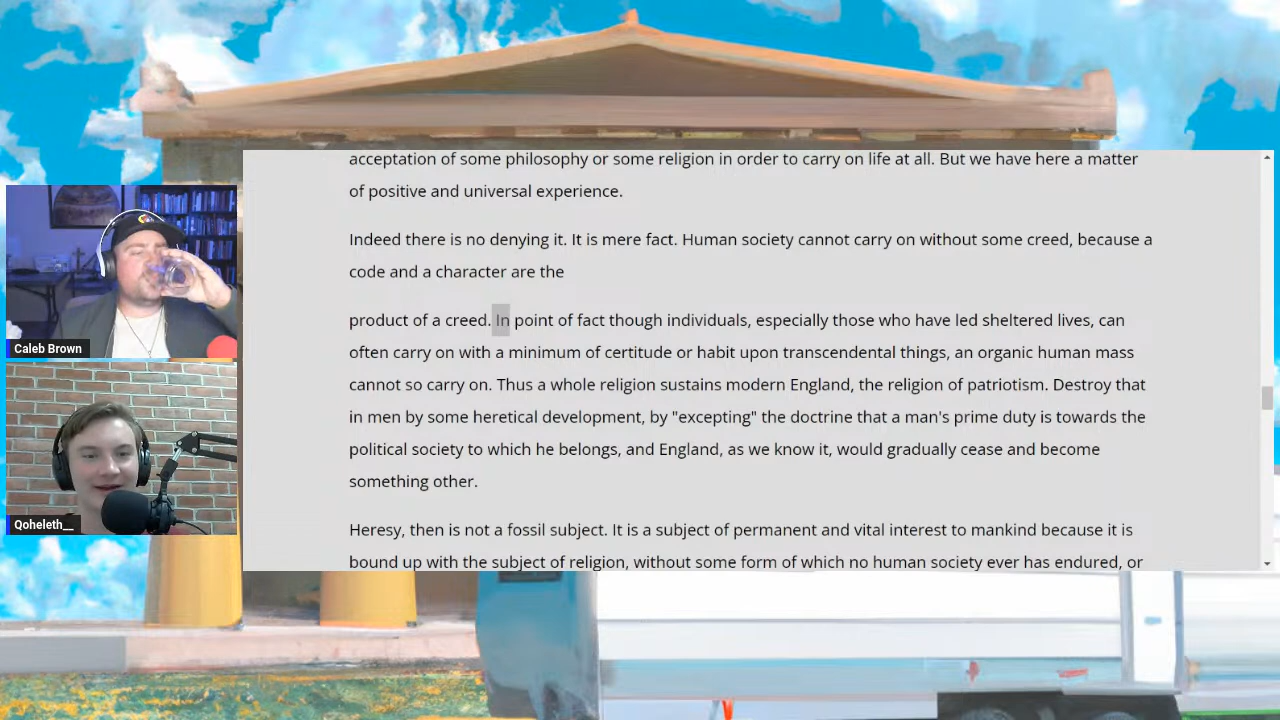 acceptation of some philosophy or some religion in order to carry on life at all. But we have here a matter
of positive and universal experience.
Indeed there is no denying it. It is mere fact. Human society cannot carry on without some creed, because a
code and a character are the
product of a creed. In point of fact though individuals, especially those who have led sheltered lives, can
often carry on with a minimum of certitude or habit upon transcendental things, an organic human mass
cannot so carry on. Thus a whole religion sustains modern England, the religion of patriotism. Destroy that
in men by some heretical development, by "excepting" the doctrine that a man's prime duty is towards the
political society to which he belongs, and England, as we know it, would gradually cease and become
something other.
Heresy, then is not a fossil subject. It is a subject of permanent and vital interest to mankind because it is
bound up with the subject of religion, without some form of which no human society ever has endured, or
Caleb Brown
Qoheleth__